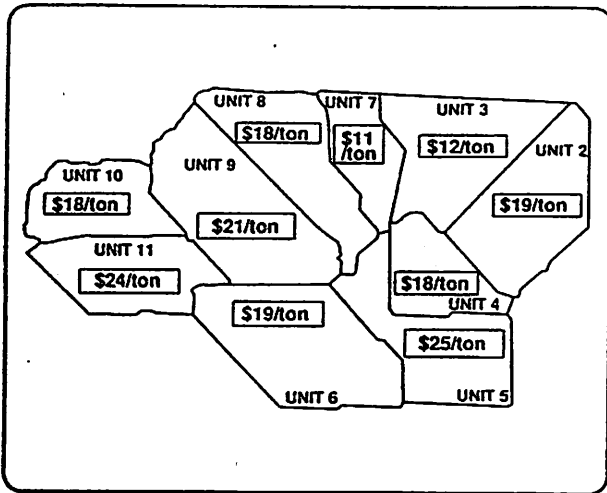 UNIT 8
UNIT 7
UNIT 3
$18/ton
$11
/ton
$12/ton
UNIT 2
UNIT 9
UNIT 10
$18/ton
$19/ton
$21/ton
UNIT 11
$24/ton
$18/ton
UNIT 4
$19/ton
$25/ton
UNIT 6
UNIT 5